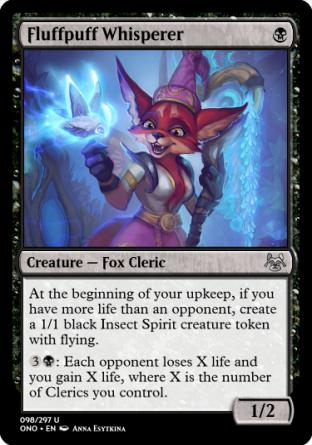 Fluffpuff Whisperer
Creature — Fox Cleric
At the beginning of your upkeep, if you
have more life than an opponent, create
a 1/1 black Insect Spirit creature token
with flying.
3: Each opponent loses X life and
you gain X life, where X is the number
of Clerics you control.
1/2
098/297 U
ONO • EN Anna Esytkina